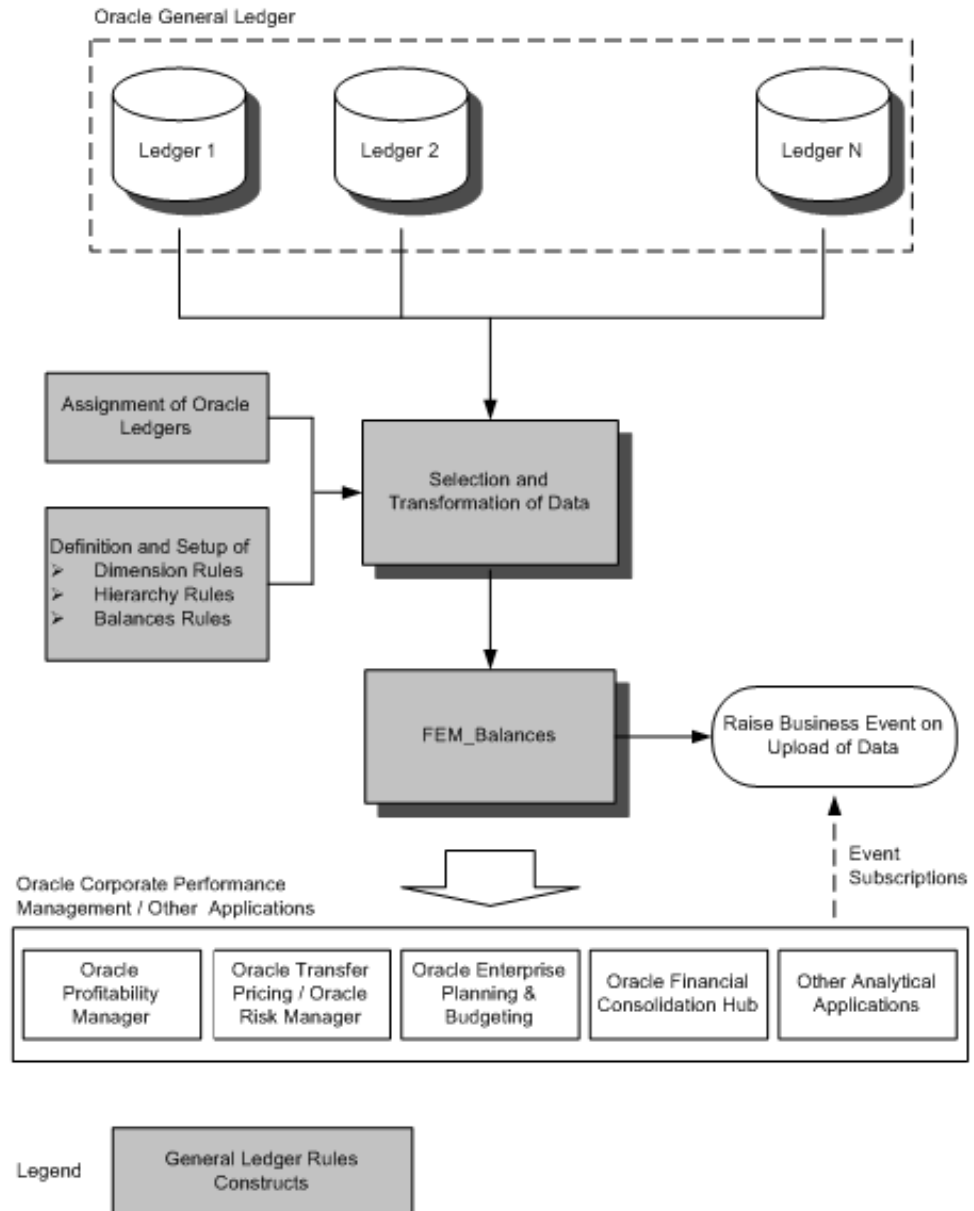 Oracle General Ledger
Ledger 1
Ledger 2
Ledger N
Assignment of Oracle
Ledgers
Selection and
Transformation of Data
Definition and Setup of
➢ Dimension Rules
➢ Hierarchy Rules
➢ Balances Rules
FEM_Balances
Raise Business Event on
Upload of Data
Event
Subscriptions
Oracle Corporate Performance
Management / Other Applications
Oracle
Profitability
Manager
Oracle Transfer
Pricing / Oracle
Risk Manager
Oracle Enterprise
Planning &
Budgeting
Oracle Financial
Consolidation Hub
Other Analytical
Applications
Legend
General Ledger Rules
Constructs